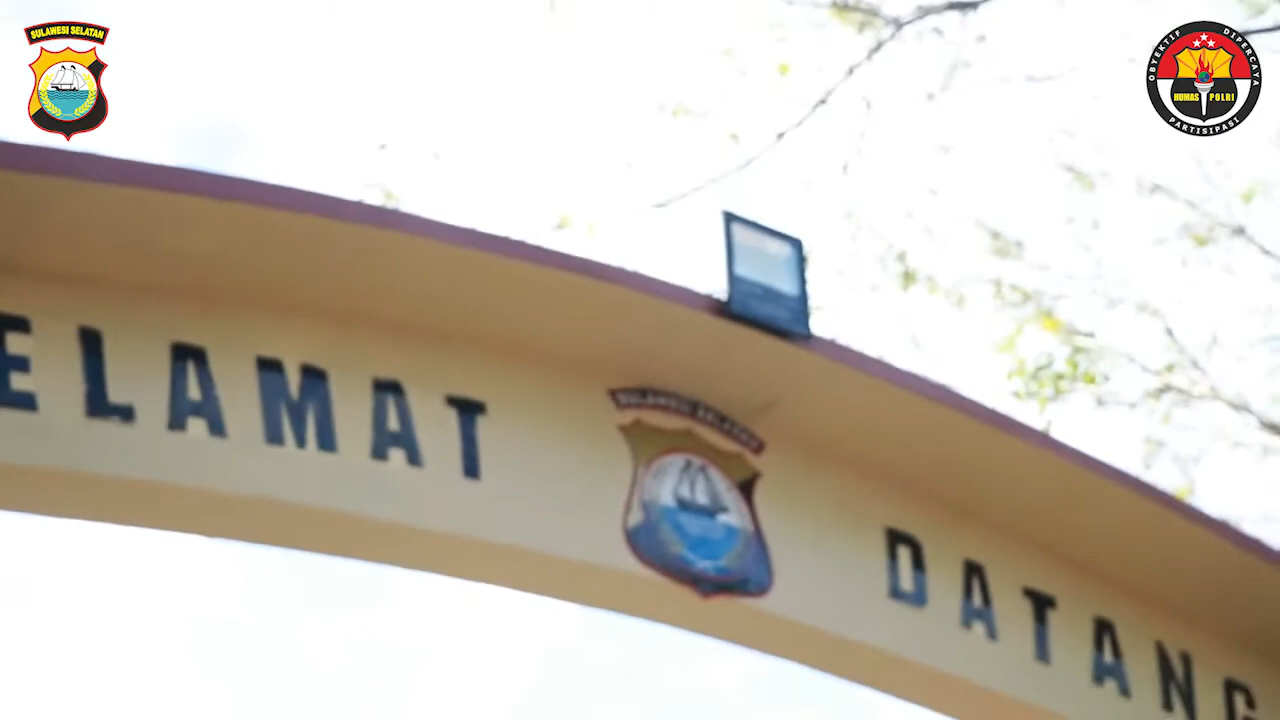 SULAWESI SELATAN
OBYEKTIF DIPERCAYA
HUMAS POLRI
PARTISIPASI
ELAMAT DATANG
SULAWESI SELATAN